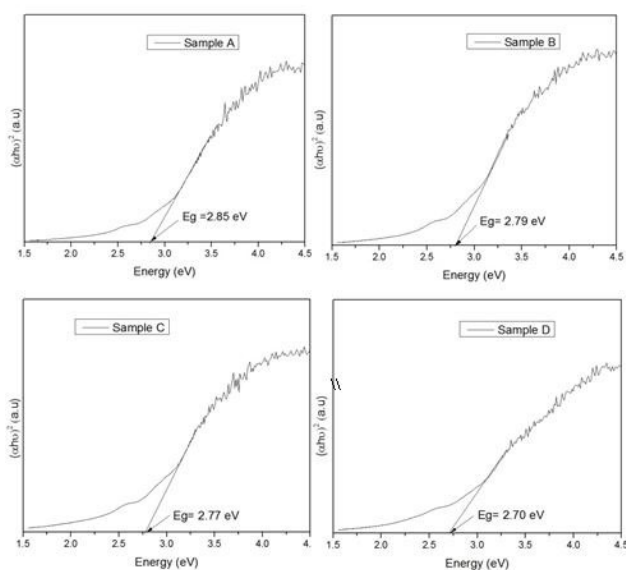 Sample A
(αhυ)² (a.u)
Eg =2.85 eV
1.5 2.0 2.5 3.0 3.5 4.0 4.5
Energy (eV)
Sample B
(αhυ)² (a.u)
Eg= 2.79 eV
1.5 2.0 2.5 3.0 3.5 4.0 4.5
Energy (eV)
Sample C
(αhυ)² (a.u)
Eg= 2.77 eV
1.5 2.0 2.5 3.0 3.5 4.0 4.
Energy (eV)
Sample D
\\
(αhυ)² (a.u)
Eg= 2.70 eV
1.5 2.0 2.5 3.0 3.5 4.0 4.5
Energy (eV)